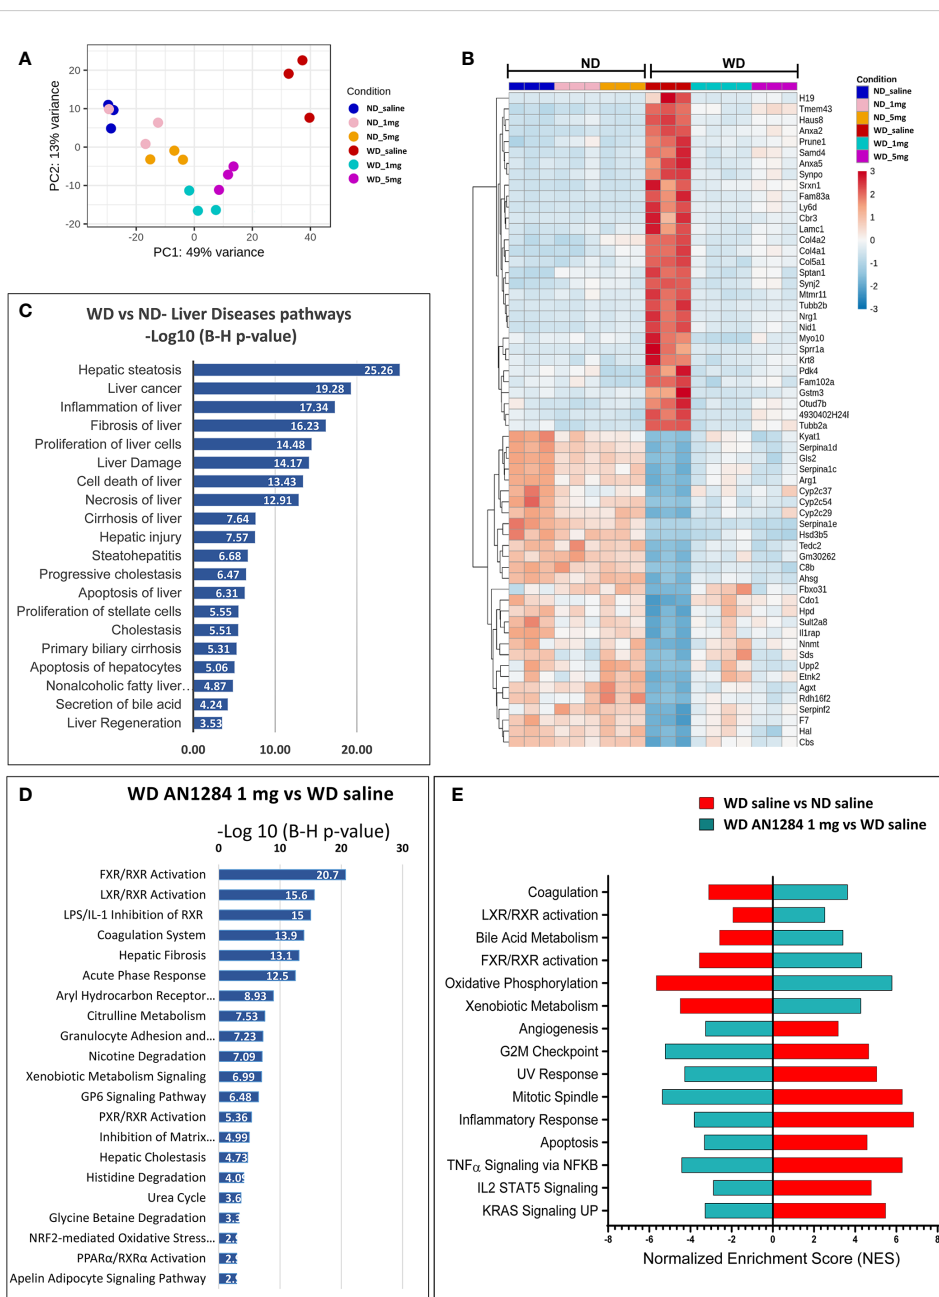 A
PC2: 13% variance
20
10
0
-10
-20
-20
0
20
40
PC1: 49% variance
Condition
ND_saline
ND_1mg
ND_5mg
WD_saline
WD_1mg
WD_5mg
B
ND
WD
H19
Tmem43
Haus8
Anxa2
Prune1
Samd4
Anxa5
Synpo
Srxn1
Fam83a
Ly6d
Cbr3
Lamc1
Col4a2
Col4a1
Col5a1
Sptan1
Synj2
Mtmr11
Tubb2b
Nrg1
Nid1
Myo10
Sprr1a
Krt8
Pdk4
Fam102a
Gstm3
Otud7b
4930402H24f
Tubb2a
Kyat1
Serpina1d
Gls2
Serpina1c
Arg1
Cyp2c37
Cyp2c54
Cyp2c29
Serpina1e
Hsd3b5
Tedc2
Gm30262
C8b
Ahsg
Fbxo31
Cdo1
Hpd
Sult2a8
Il1rap
Nnmt
Sds
Upp2
Etnk2
Agxt
Rdh16f2
Serpinf2
F7
Hal
Cbs
Condition
ND_saline
ND_1mg
ND_5mg
WD_saline
WD_1mg
WD_5mg
3
2
1
0
-1
-2
-3
C
WD vs ND- Liver Diseases pathways
-Log10 (B-H p-value)
Hepatic steatosis 25.26
Liver cancer 19.28
Inflammation of liver 17.34
Fibrosis of liver 16.23
Proliferation of liver cells 14.48
Liver Damage 14.17
Cell death of liver 13.43
Necrosis of liver 12.91
Cirrhosis of liver 7.64
Hepatic injury 7.57
Steatohepatitis 6.68
Progressive cholestasis 6.47
Apoptosis of liver 6.31
Proliferation of stellate cells 5.55
Cholestasis 5.51
Primary biliary cirrhosis 5.31
Apoptosis of hepatocytes 5.06
Nonalcoholic fatty liver.. 4.87
Secretion of bile acid 4.24
Liver Regeneration 3.53
0.00 10.00 20.00
D
WD AN1284 1 mg vs WD saline
-Log 10 (B-H p-value)
0 10 20 30
FXR/RXR Activation 20.7
LXR/RXR Activation 15.6
LPS/IL-1 Inhibition of RXR 15
Coagulation System 13.9
Hepatic Fibrosis 13.1
Acute Phase Response 12.5
Aryl Hydrocarbon Receptor... 8.93
Citrulline Metabolism 7.53
Granulocyte Adhesion and... 7.23
Nicotine Degradation 7.09
Xenobiotic Metabolism Signaling 6.99
GP6 Signaling Pathway 6.48
PXR/RXR Activation 5.36
Inhibition of Matrix... 4.99
Hepatic Cholestasis 4.73
Histidine Degradation
Urea Cycle 3.6
Glycine Betaine Degradation 3.3
NRF2-mediated Oxidative Stress...
PPARα/RXRα Activation
Apelin Adipocyte Signaling Pathway
E
WD saline vs ND saline
WD AN1284 1 mg vs WD saline
Coagulation
LXR/RXR activation
Bile Acid Metabolism
FXR/RXR activation
Oxidative Phosphorylation
Xenobiotic Metabolism
Angiogenesis
G2M Checkpoint
UV Response
Mitotic Spindle
Inflammatory Response
Apoptosis
TNFα Signaling via NFKB
IL2 STAT5 Signaling
KRAS Signaling UP
-8 -6 -4 -2 0 2 4 6 8
Normalized Enrichment Score (NES)